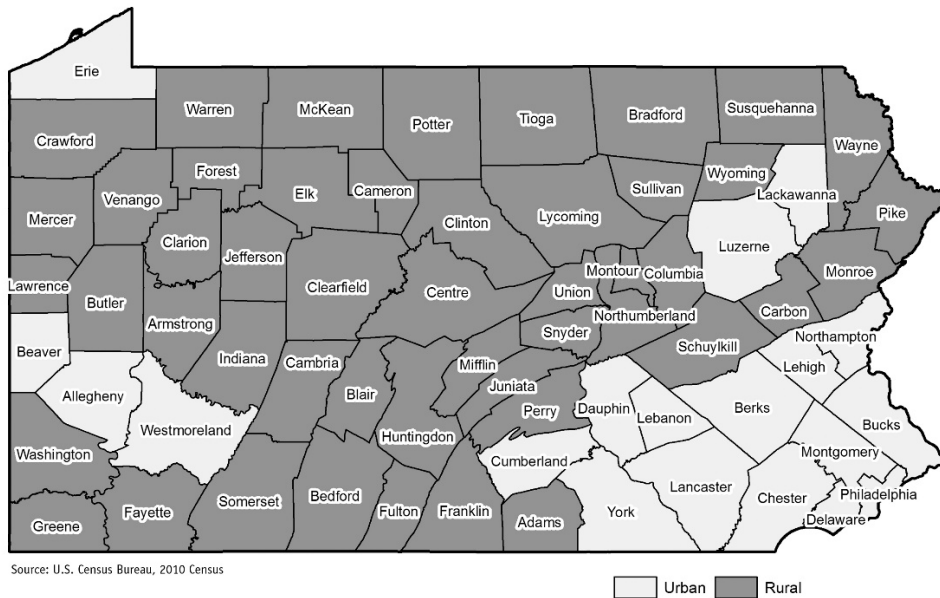 Erie
Warren
McKean
Potter
Tioga
Bradford
Susquehanna
Crawford
Wayne
Forest
Wyoming
Venango
Elk
Cameron
Sullivan
Lackawanna
Mercer
Clinton
Lycoming
Pike
Clarion
Jefferson
Luzerne
Lawrence
Clearfield
Centre
Union
Montour
Columbia
Monroe
Butler
Carbon
Armstrong
Northumberland
Snyder
Schuylkill
Northampton
Beaver
Indiana
Cambria
Mifflin
Lehigh
Allegheny
Blair
Juniata
Perry
Dauphin
Lebanon
Berks
Bucks
Westmoreland
Huntingdon
Washington
Cumberland
Montgomery
Lancaster
Chester
Philadelphia
Greene
Fayette
Somerset
Bedford
Fulton
Franklin
Adams
York
Delaware
Source: U.S. Census Bureau, 2010 Census
Urban
Rural